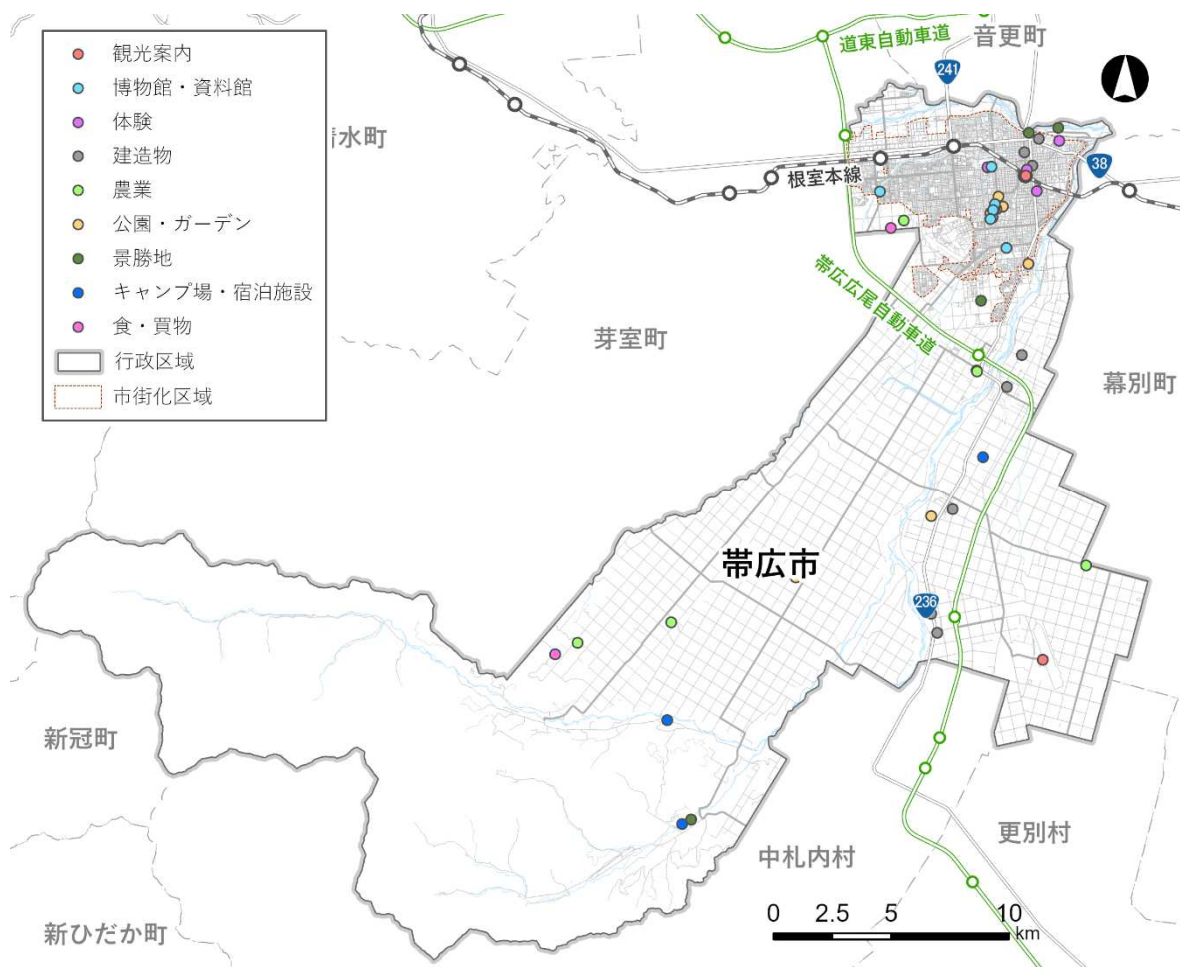 観光案内
博物館・資料館
体験
建造物
農業
公園・ガーデン
景勝地
キャンプ場・宿泊施設
食・買物
行政区域
市街化区域
道東自動車道
音更町
241
清水町
根室本線
38
帯広広尾自動車道
芽室町
幕別町
帯広市
236
新冠町
更別村
中札内村
新ひだか町
0 2.5 5 10
km